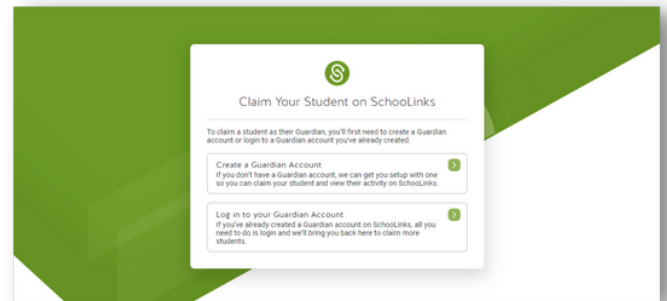 Claim Your Student on SchooLinks
To claim a student as their Guardian, you'll first need to create a Guardian
account or login to a Guardian account you've already created.
Create a Guardian Account
If you don't have a Guardian account, we can get you setup with one
so you can claim your student and view their activity on SchooLinks.
Log in to your Guardian Account
If you've already created a Guardian account on SchooLinks, all you
need to do is login and we'll bring you back here to claim more
students.